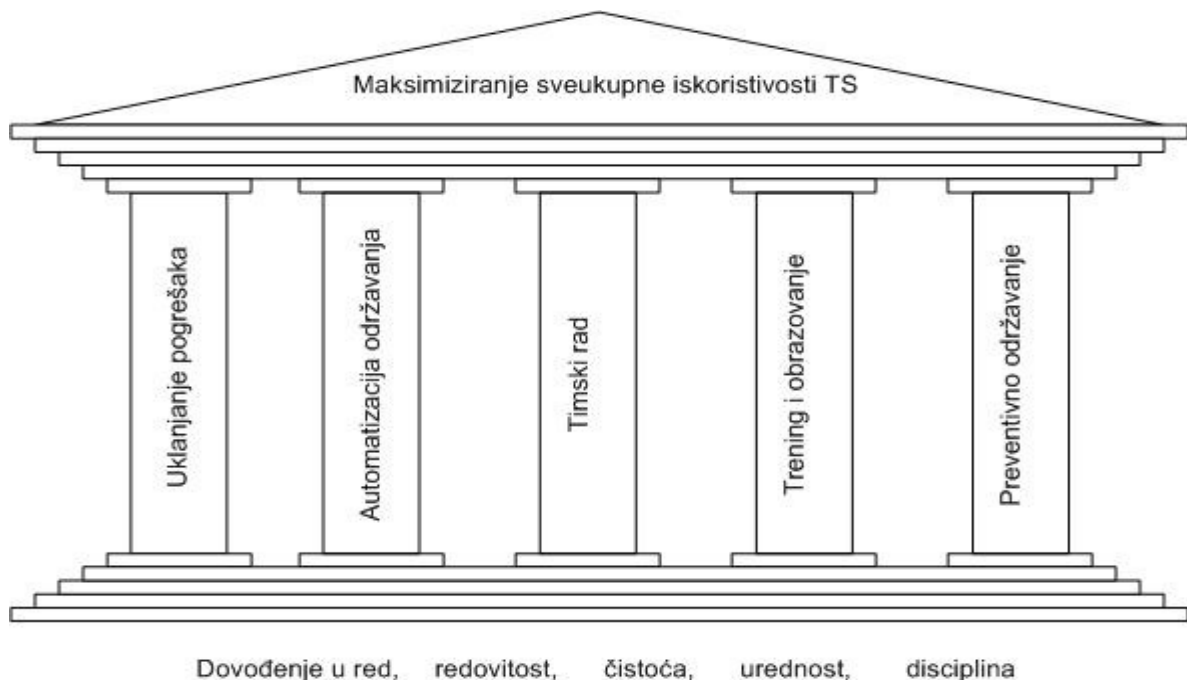 Maksimiziranje sveukupne iskoristivosti TS
Uklanjanje pogrešaka
Automatizacija održavanja
Timski rad
Trening i obrazovanje
Preventivno održavanje
Dovođenje u red, redovitost, čistoća, urednost, disciplina